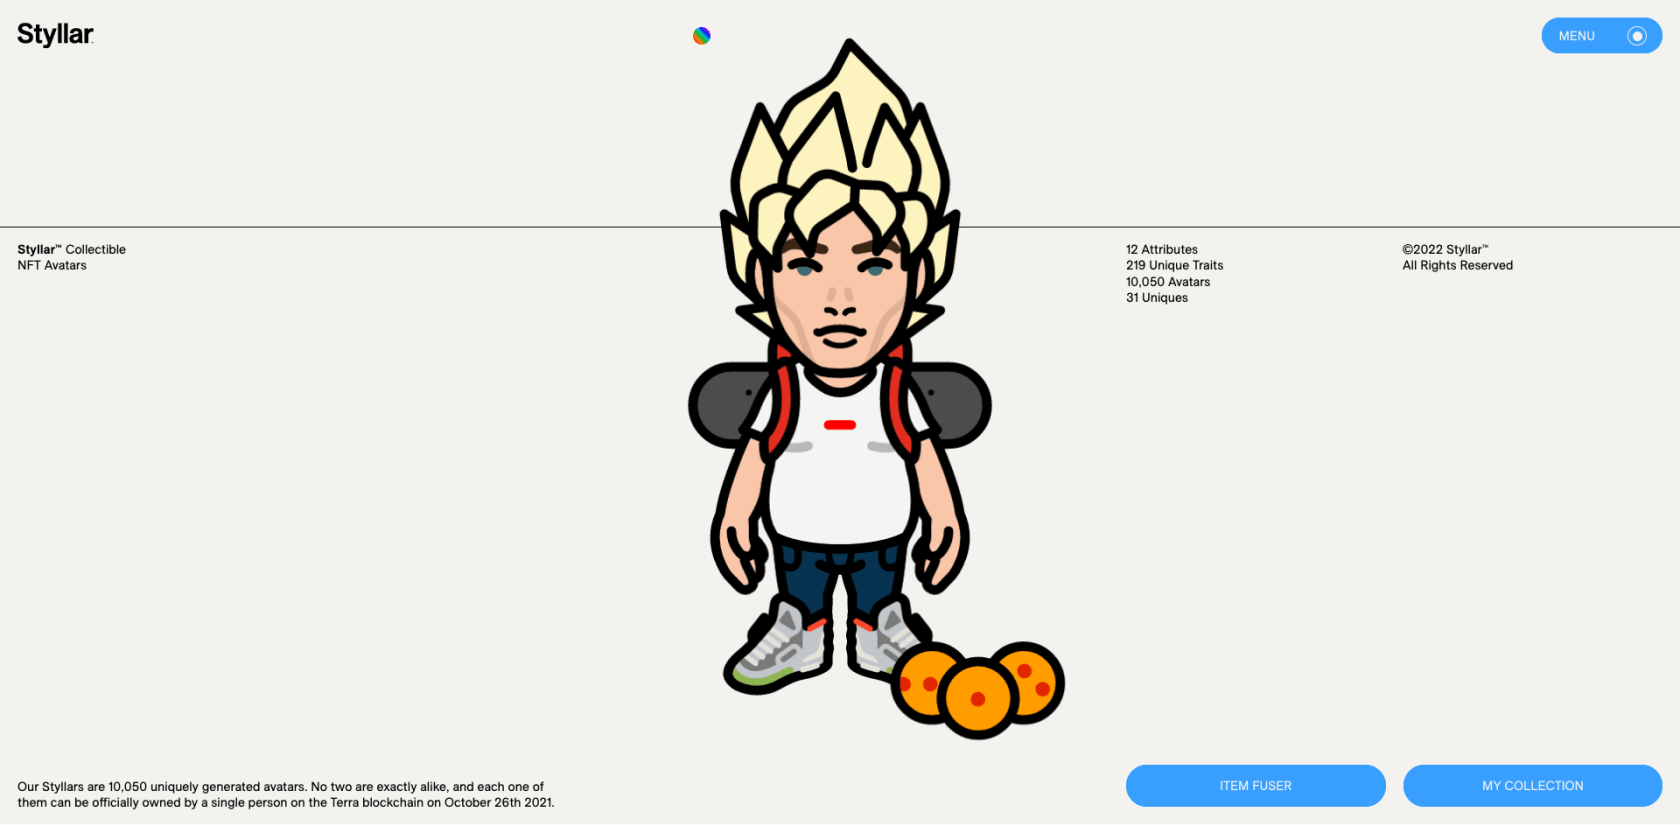 Styllar
MENU
Styllar™ Collectible
NFT Avatars
12 Attributes
219 Unique Traits
10,050 Avatars
31 Uniques
©2022 Styllar™
All Rights Reserved
Our Styllars are 10,050 uniquely generated avatars. No two are exactly alike, and each one of
them can be officially owned by a single person on the Terra blockchain on October 26th 2021.
ITEM FUSER
MY COLLECTION